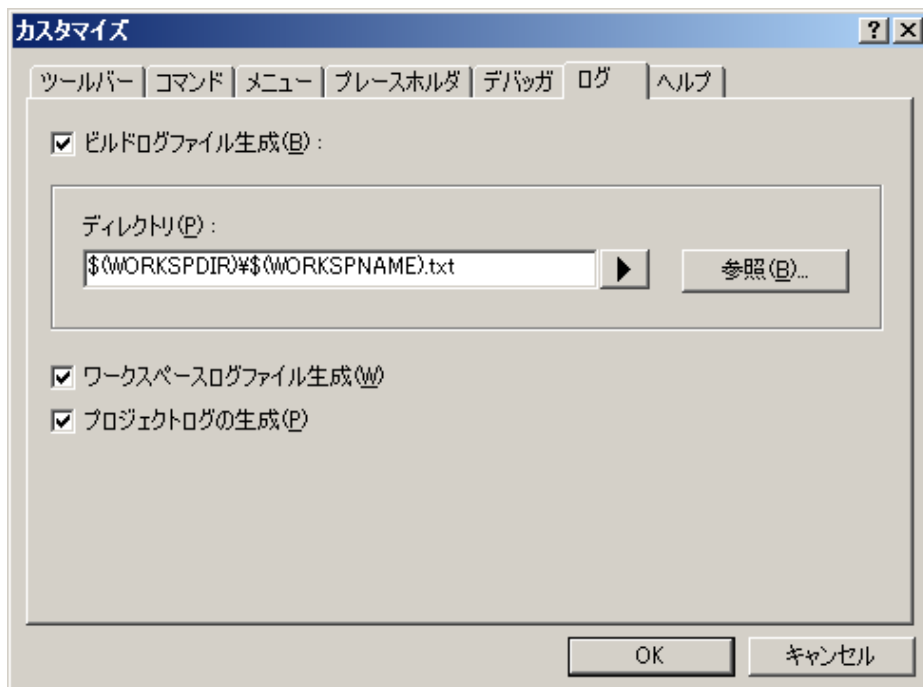 カスタマイズ
ツールバー コマンド メニュー プレースホルダ デバッガ ログ ヘルプ
ビルドログファイル生成(B):
ディレクトリ(P):
$(WORKSPDIR)¥$(WORKSPNAME).txt
参照(B)...
ワークスペースログファイル生成(W)
プロジェクトログの生成(P)
OK キャンセル